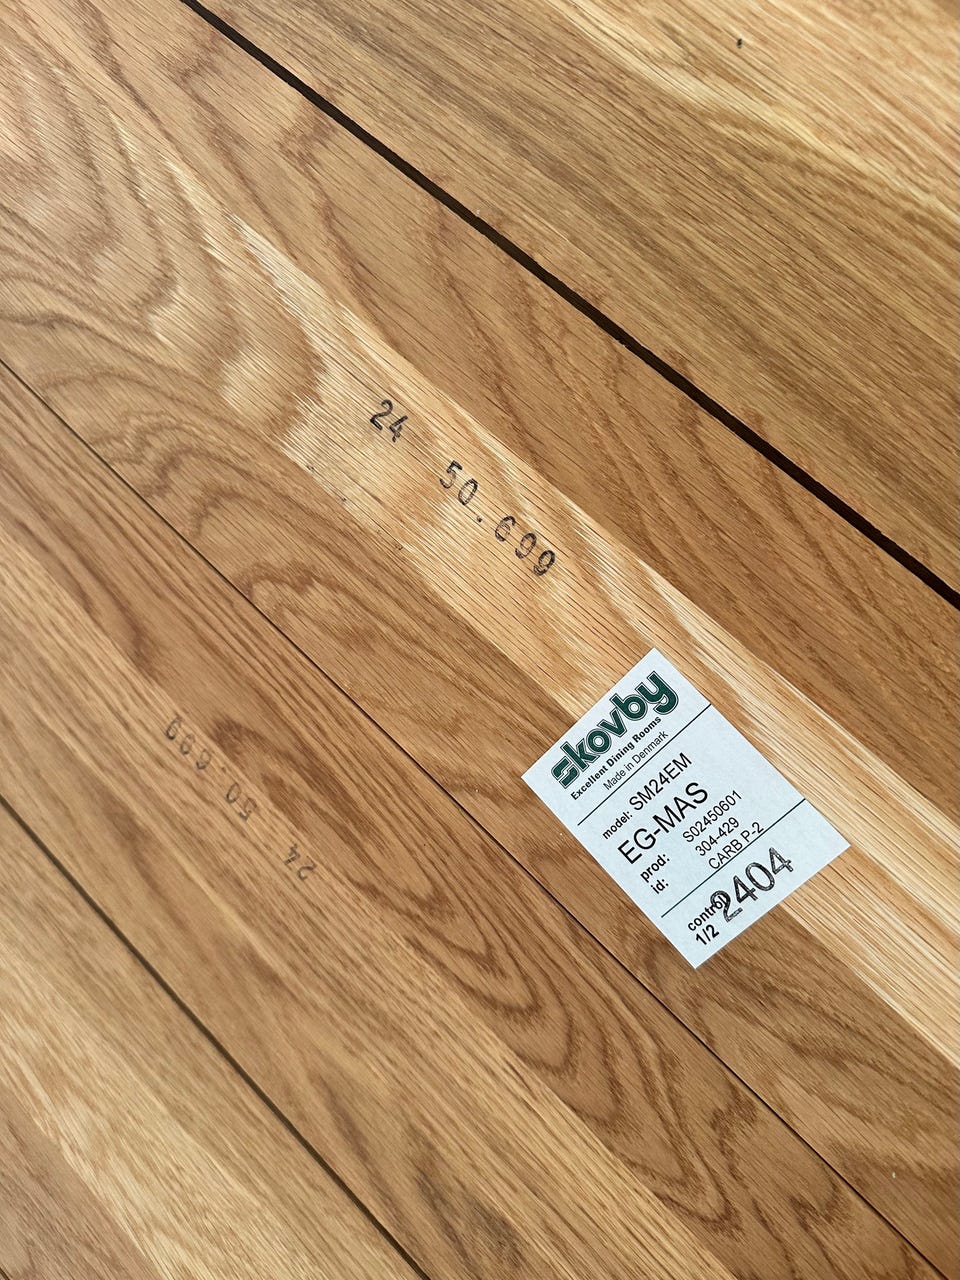 24 50.699
skovby
Excellent Dining Rooms
Made in Denmark
model: SM24EM
EG-MAS
prod: S02450601
id: 304-429
CARB P-2
control 2404
1/2
24 50.699